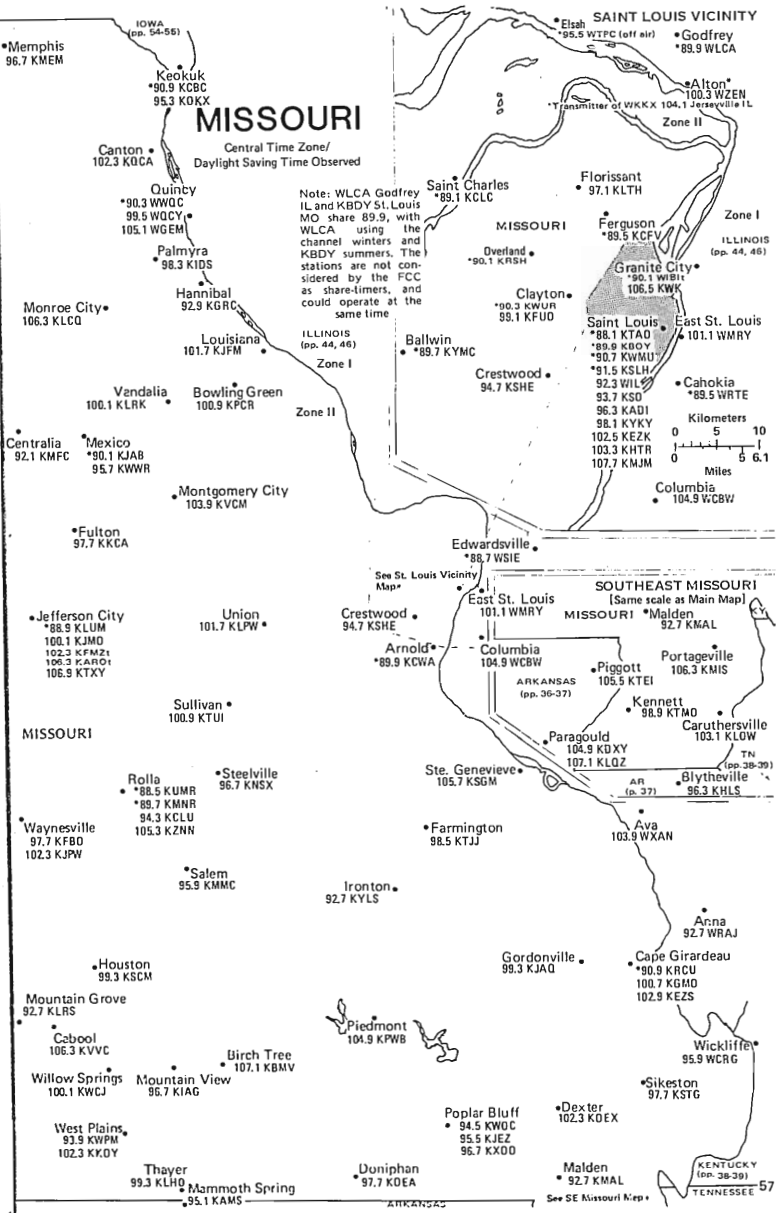 IOWA
(pp. 54-55)
Memphis
96.7 KMEM
Keokuk
*90.9 KCBC
95.3 KOKX
MISSOURI
Central Time Zone/
Daylight Saving Time Observed
Canton
102.3 KQCA
Quincy
*90.3 WWQC
99.5 WQCY
105.1 WGEM
Palmyra
98.3 KIDS
Hannibal
92.9 KGRC
Monroe City
106.3 KLCQ
Louisiana
101.7 KJFM
ILLINOIS
(pp. 44, 46)
Zone I
Zone II
Vandalia
100.1 KLRK
Bowling Green
100.9 KPCR
Centralia
92.1 KMFC
Mexico
*90.1 KJAB
95.7 KWWR
Montgomery City
103.9 KVCM
Fulton
97.7 KKCA
Note: WLCA Godfrey
IL and KBDY St. Louis
MO share 89.9, with
WLCA using the
channel winters and
KBDY summers. The
stations are not con-
sidered by the FCC
as share-timers, and
could operate at the
same time
SAINT LOUIS VICINITY
Elsah
*95.5 WTPC (off air)
Godfrey
*89.9 WLCA
Alton*
100.3 WZEN
*Transmitter of WKKX 104.1 Jerseyville IL
Zone II
Saint Charles
*89.1 KCLC
Florissant
97.1 KLTH
MISSOURI
Ferguson
*89.5 KCFV
Zone I
ILLINOIS
(pp. 44, 46)
Overland
*90.1 KRSH
Granite City
106.5 KWK
Clayton
*90.3 KWUR
99.1 KFUO
Saint Louis
*88.1 KTAO
*89.9 KBDY
*90.7 KWMU
*91.5 KSLH
92.3 WIL
93.7 KSD
96.3 KADI
98.1 KYKY
102.5 KEZK
103.3 KHTR
107.7 KMJM
East St. Louis
101.1 WMRY
Ballwin
*89.7 KYMC
Crestwood
94.7 KSHE
Cahokia
*89.5 WRTE
Kilometers
0 5 10
0 5 6.1
Miles
Columbia
104.9 WCBW
Edwardsville
*88.7 WSIE
See St. Louis Vicinity
Map*
East St. Louis
101.1 WMRY
Crestwood
94.7 KSHE
Arnold
*89.9 KCWA
Columbia
104.9 WCBW
SOUTHEAST MISSOURI
[Same scale as Main Map]
MISSOURI
Malden
92.7 KMAL
KY
Portageville
106.3 KMIS
Piggott
105.5 KTEI
ARKANSAS
(pp. 36-37)
Kennett
98.9 KTMO
Caruthersville
103.1 KLOW
Paragould
104.9 KDXY
107.1 KLQZ
TN
(pp. 38-39)
AR
(p. 37)
Blytheville
96.3 KHLS
Jefferson City
*88.9 KLUM
100.1 KJMO
102.3 KFMZt
106.3 KAROt
106.9 KTXY
Union
101.7 KLPW
Sullivan
100.9 KTUI
MISSOURI
Rolla
*88.5 KUMR
*89.7 KMNR
94.3 KCLU
105.3 KZNN
Steelville
96.7 KNSX
Ste. Genevieve
105.7 KSGM
Waynesville
97.7 KFBD
102.3 KJPW
Farmington
98.5 KTJJ
Ava
103.9 WXAN
Salem
95.9 KMMC
Ironton
92.7 KYLS
Anna
92.7 WRAJ
Houston
99.3 KSCM
Gordonville
99.3 KJAQ
Cape Girardeau
*90.9 KRCU
100.7 KGMO
102.9 KEZS
Mountain Grove
92.7 KLRS
Cabool
106.3 KVVC
Piedmont
104.9 KPWB
Wickliffe
95.9 WCRG
Willow Springs
100.1 KWCJ
Mountain View
96.7 KIAG
Birch Tree
107.1 KBMV
Sikeston
97.7 KSTG
West Plains
93.9 KWPM
102.3 KKDY
Poplar Bluff
94.5 KWOC
95.5 KJEZ
96.7 KXOO
Dexter
102.3 KDEX
Thayer
99.3 KLHO
Mammoth Spring
95.1 KAMS
Doniphan
97.7 KDEA
Malden
92.7 KMAL
KENTUCKY
(pp. 38-39)
TENNESSEE
57
ARKANSAS
See SE Missouri Map